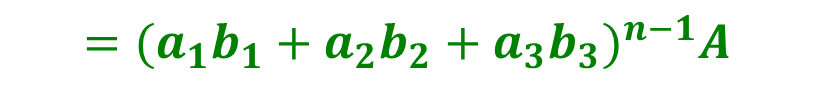 = (a₁b₁ + a₂b₂ + a₃b₃)ⁿ⁻¹A